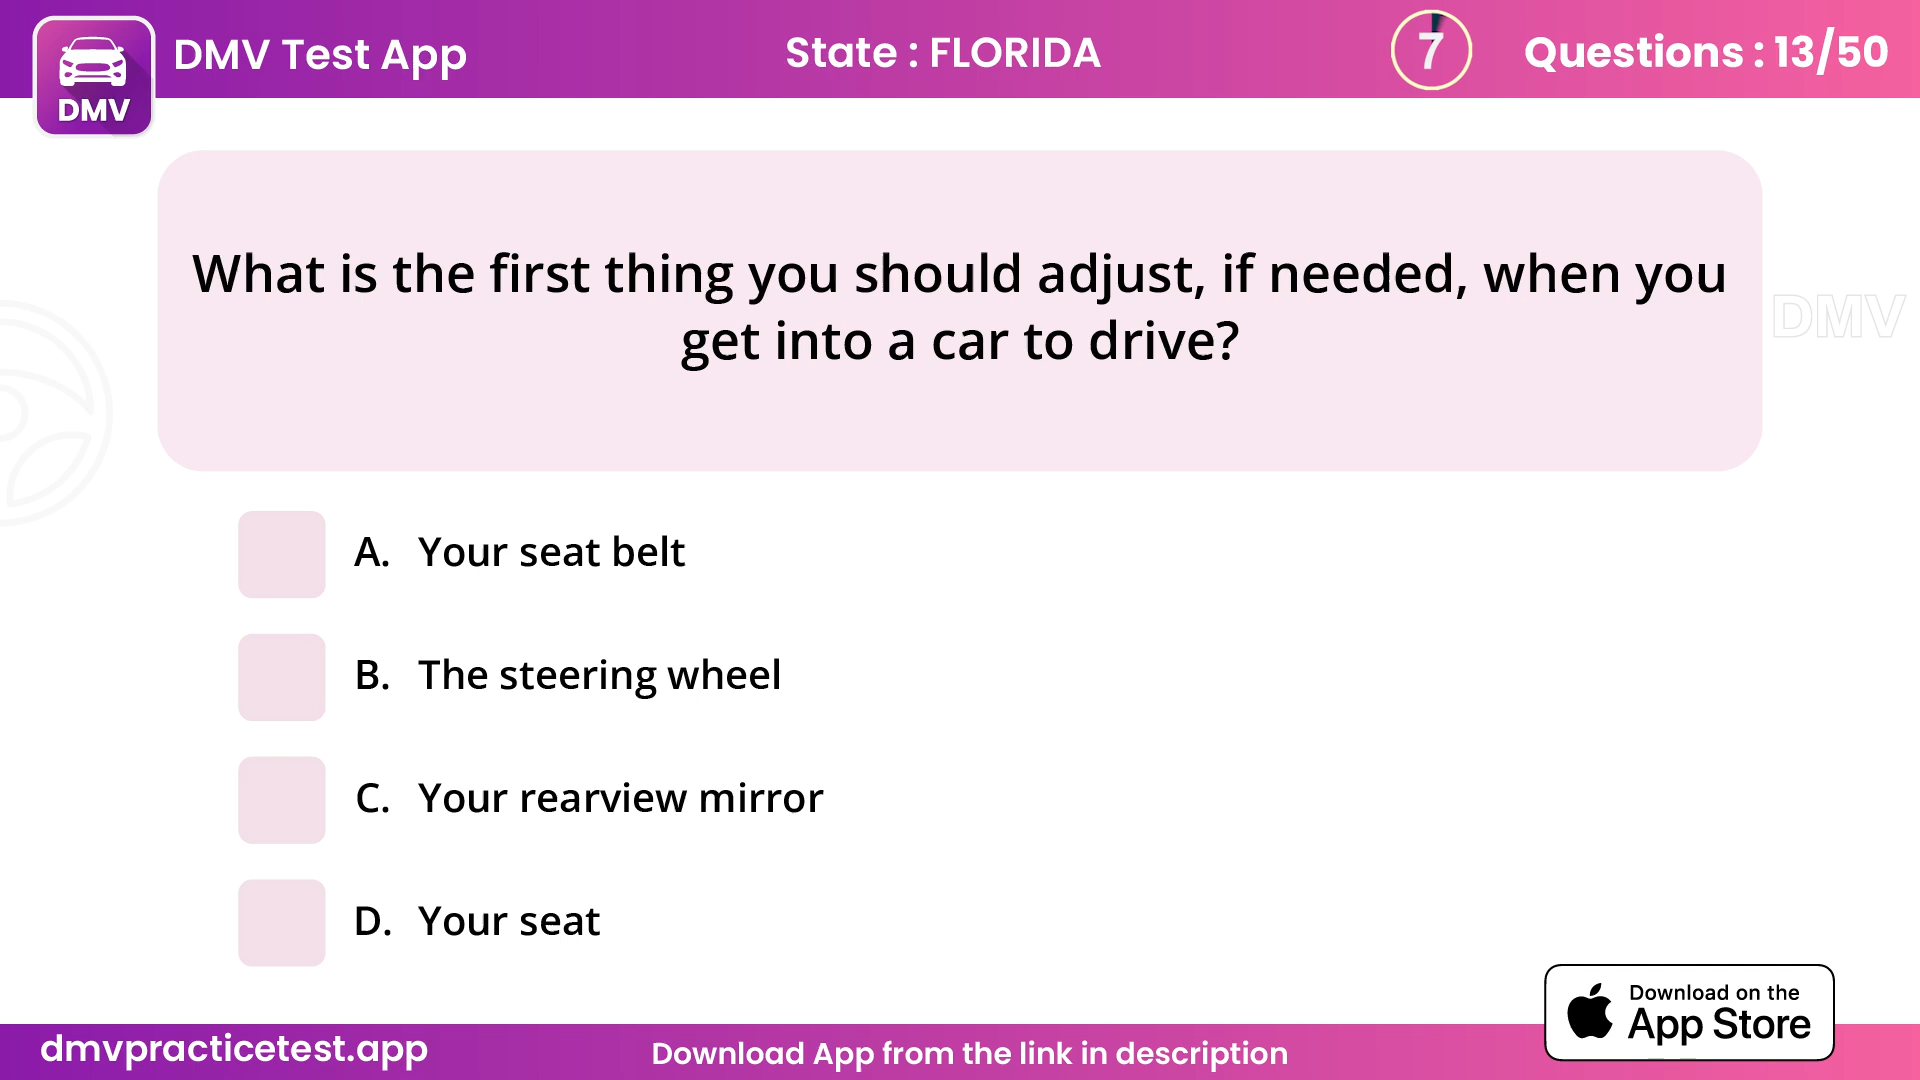 DMV
DMV Test App
State : FLORIDA
7
Questions : 13/50
What is the first thing you should adjust, if needed, when you
get into a car to drive?
DMV
A. Your seat belt
B. The steering wheel
C. Your rearview mirror
D. Your seat
Download on the
App Store
dmvpracticetest.app
Download App from the link in description